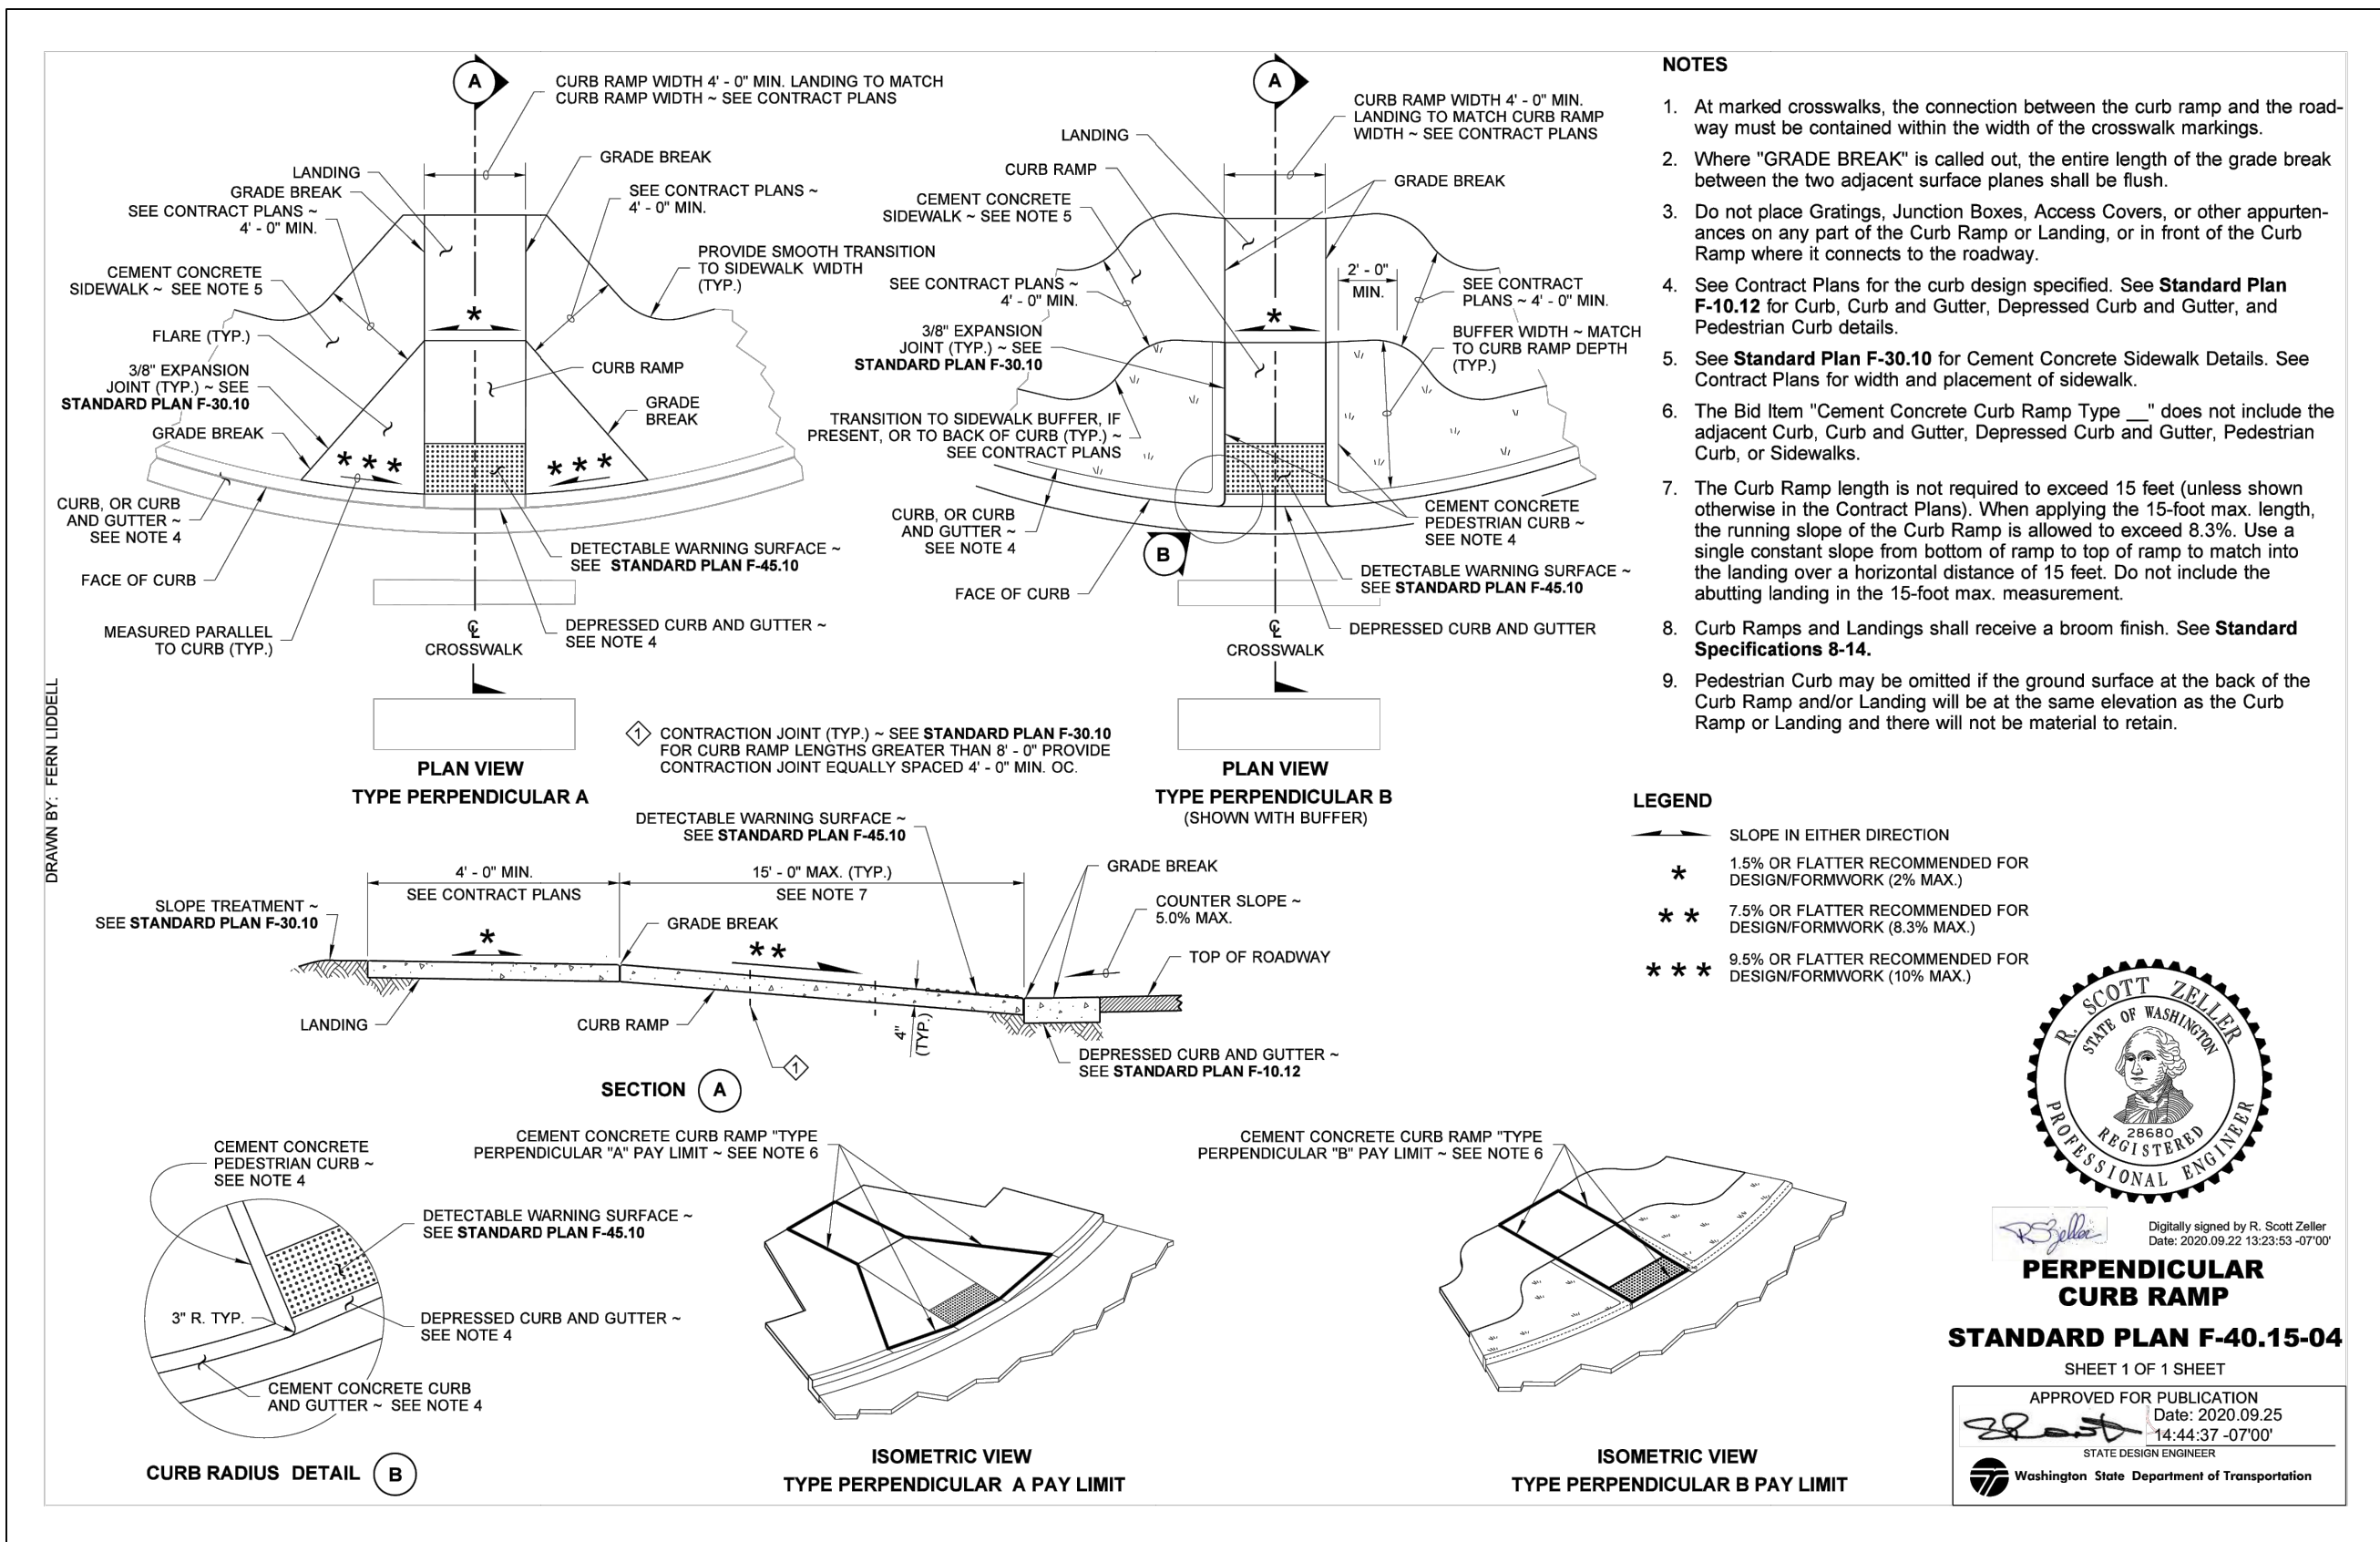 A
CURB RAMP WIDTH 4' - 0" MIN. LANDING TO MATCH
CURB RAMP WIDTH ~ SEE CONTRACT PLANS
LANDING
GRADE BREAK
SEE CONTRACT PLANS ~
4' - 0" MIN.
CEMENT CONCRETE
SIDEWALK ~ SEE NOTE 5
FLARE (TYP.)
3/8" EXPANSION
JOINT (TYP.) ~ SEE
STANDARD PLAN F-30.10
GRADE BREAK
CURB, OR CURB
AND GUTTER ~
SEE NOTE 4
FACE OF CURB
MEASURED PARALLEL
TO CURB (TYP.)
GRADE BREAK
SEE CONTRACT PLANS ~
4' - 0" MIN.
PROVIDE SMOOTH TRANSITION
TO SIDEWALK WIDTH
(TYP.)
*
CURB RAMP
GRADE
BREAK
* * *
* * *
DETECTABLE WARNING SURFACE ~
SEE STANDARD PLAN F-45.10
DEPRESSED CURB AND GUTTER ~
SEE NOTE 4
CL
CROSSWALK
PLAN VIEW
TYPE PERPENDICULAR A
1
CONTRACTION JOINT (TYP.) ~ SEE STANDARD PLAN F-30.10
FOR CURB RAMP LENGTHS GREATER THAN 8' - 0" PROVIDE
CONTRACTION JOINT EQUALLY SPACED 4' - 0" MIN. OC.
A
CURB RAMP WIDTH 4' - 0" MIN.
LANDING TO MATCH CURB RAMP
WIDTH ~ SEE CONTRACT PLANS
LANDING
CURB RAMP
CEMENT CONCRETE
SIDEWALK ~ SEE NOTE 5
SEE CONTRACT PLANS ~
4' - 0" MIN.
3/8" EXPANSION
JOINT (TYP.) ~ SEE
STANDARD PLAN F-30.10
TRANSITION TO SIDEWALK BUFFER, IF
PRESENT, OR TO BACK OF CURB (TYP.) ~
SEE CONTRACT PLANS
CURB, OR CURB
AND GUTTER ~
SEE NOTE 4
FACE OF CURB
B
GRADE BREAK
2' - 0"
MIN.
*
SEE CONTRACT
PLANS ~ 4' - 0" MIN.
BUFFER WIDTH ~ MATCH
TO CURB RAMP DEPTH
(TYP.)
CEMENT CONCRETE
PEDESTRIAN CURB ~
SEE NOTE 4
DETECTABLE WARNING SURFACE ~
SEE STANDARD PLAN F-45.10
DEPRESSED CURB AND GUTTER
CL
CROSSWALK
PLAN VIEW
TYPE PERPENDICULAR B
(SHOWN WITH BUFFER)
NOTES
1. At marked crosswalks, the connection between the curb ramp and the road-
way must be contained within the width of the crosswalk markings.
2. Where "GRADE BREAK" is called out, the entire length of the grade break
between the two adjacent surface planes shall be flush.
3. Do not place Gratings, Junction Boxes, Access Covers, or other appurten-
ances on any part of the Curb Ramp or Landing, or in front of the Curb
Ramp where it connects to the roadway.
4. See Contract Plans for the curb design specified. See Standard Plan
F-10.12 for Curb, Curb and Gutter, Depressed Curb and Gutter, and
Pedestrian Curb details.
5. See Standard Plan F-30.10 for Cement Concrete Sidewalk Details. See
Contract Plans for width and placement of sidewalk.
6. The Bid Item "Cement Concrete Curb Ramp Type __" does not include the
adjacent Curb, Curb and Gutter, Depressed Curb and Gutter, Pedestrian
Curb, or Sidewalks.
7. The Curb Ramp length is not required to exceed 15 feet (unless shown
otherwise in the Contract Plans). When applying the 15-foot max. length,
the running slope of the Curb Ramp is allowed to exceed 8.3%. Use a
single constant slope from bottom of ramp to top of ramp to match into
the landing over a horizontal distance of 15 feet. Do not include the
abutting landing in the 15-foot max. measurement.
8. Curb Ramps and Landings shall receive a broom finish. See Standard
Specifications 8-14.
9. Pedestrian Curb may be omitted if the ground surface at the back of the
Curb Ramp and/or Landing will be at the same elevation as the Curb
Ramp or Landing and there will not be material to retain.
LEGEND
SLOPE IN EITHER DIRECTION
* 1.5% OR FLATTER RECOMMENDED FOR
DESIGN/FORMWORK (2% MAX.)
* * 7.5% OR FLATTER RECOMMENDED FOR
DESIGN/FORMWORK (8.3% MAX.)
* * * 9.5% OR FLATTER RECOMMENDED FOR
DESIGN/FORMWORK (10% MAX.)
DRAWN BY: FERN LIDDELL
DETECTABLE WARNING SURFACE ~
SEE STANDARD PLAN F-45.10
4' - 0" MIN.
SEE CONTRACT PLANS
15' - 0" MAX. (TYP.)
SEE NOTE 7
GRADE BREAK
COUNTER SLOPE ~
5.0% MAX.
TOP OF ROADWAY
SLOPE TREATMENT ~
SEE STANDARD PLAN F-30.10
*
GRADE BREAK
* *
LANDING
CURB RAMP
4"
(TYP.)
1
DEPRESSED CURB AND GUTTER ~
SEE STANDARD PLAN F-10.12
SECTION A
CEMENT CONCRETE
PEDESTRIAN CURB ~
SEE NOTE 4
DETECTABLE WARNING SURFACE ~
SEE STANDARD PLAN F-45.10
3" R. TYP.
DEPRESSED CURB AND GUTTER ~
SEE NOTE 4
CEMENT CONCRETE CURB
AND GUTTER ~ SEE NOTE 4
CURB RADIUS DETAIL B
CEMENT CONCRETE CURB RAMP "TYPE
PERPENDICULAR "A" PAY LIMIT ~ SEE NOTE 6
ISOMETRIC VIEW
TYPE PERPENDICULAR A PAY LIMIT
CEMENT CONCRETE CURB RAMP "TYPE
PERPENDICULAR "B" PAY LIMIT ~ SEE NOTE 6
ISOMETRIC VIEW
TYPE PERPENDICULAR B PAY LIMIT
R. SCOTT ZELLER
STATE OF WASHINGTON
28680
REGISTERED
PROFESSIONAL ENGINEER
Digitally signed by R. Scott Zeller
Date: 2020.09.22 13:23:53 -07'00'
PERPENDICULAR
CURB RAMP
STANDARD PLAN F-40.15-04
SHEET 1 OF 1 SHEET
APPROVED FOR PUBLICATION
Date: 2020.09.25
14:44:37 -07'00'
STATE DESIGN ENGINEER
Washington State Department of Transportation